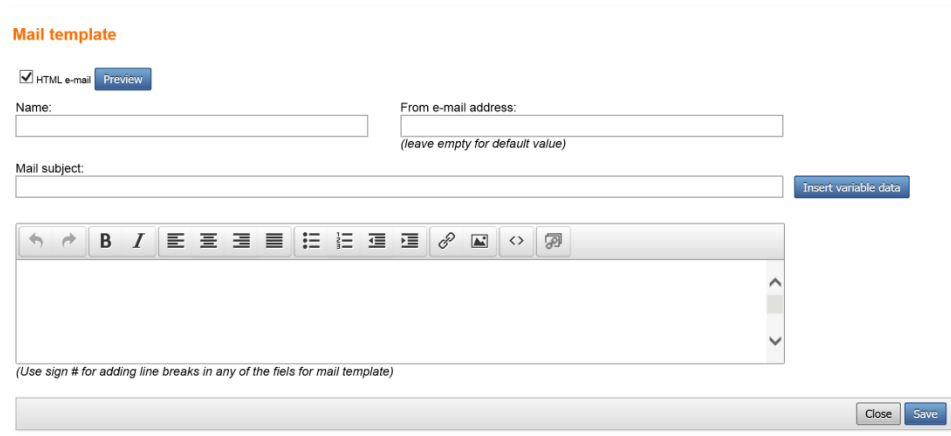 Mail template
HTML e-mail Preview
Name: From e-mail address:
(leave empty for default value)
Mail subject:
Insert variable data
B I
(Use sign # for adding line breaks in any of the fiels for mail template)
Close Save